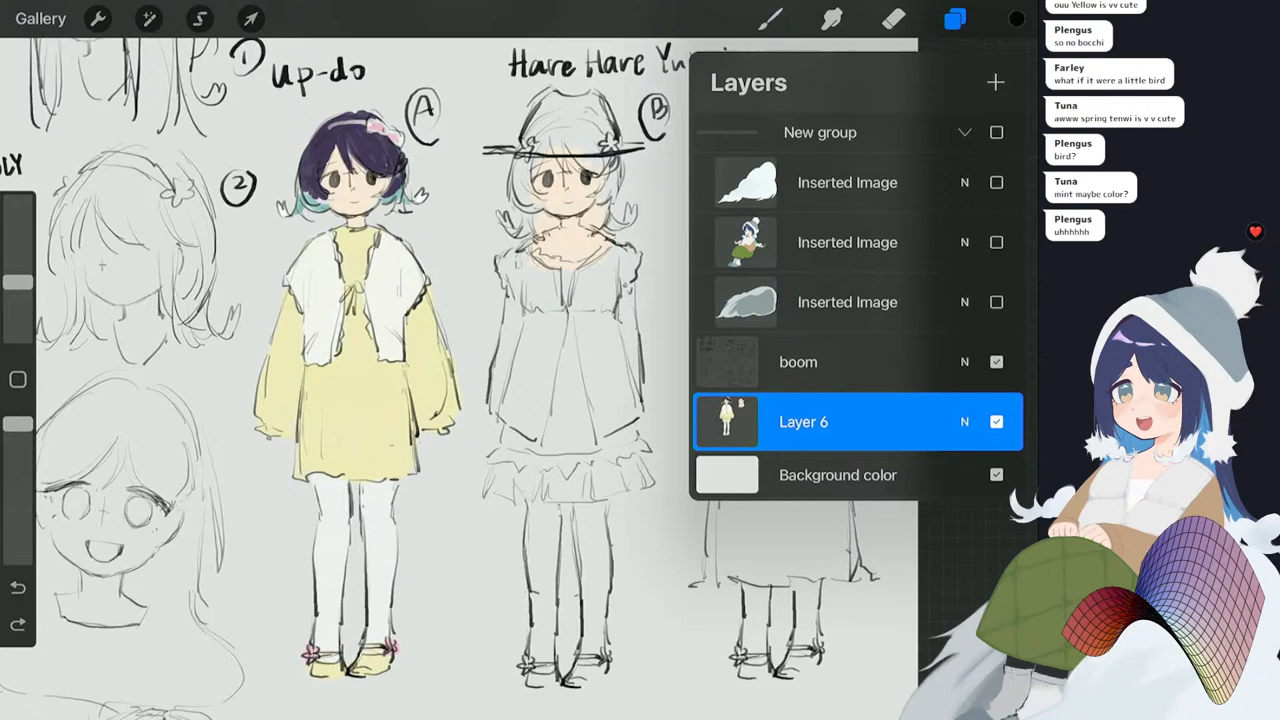 Gallery
up-do
Hare Hare Yu
A
B
2
Layers
New group
Inserted Image
N
Inserted Image
N
Inserted Image
N
boom
N
Layer 6
N
Background color
ouu Yellow is vv cute
Plengus
so no bocchi
Farley
what if it were a little bird
Tuna
awww spring tenwi is v v cute
Plengus
bird?
Tuna
mint maybe color?
Plengus
uhhhhhh